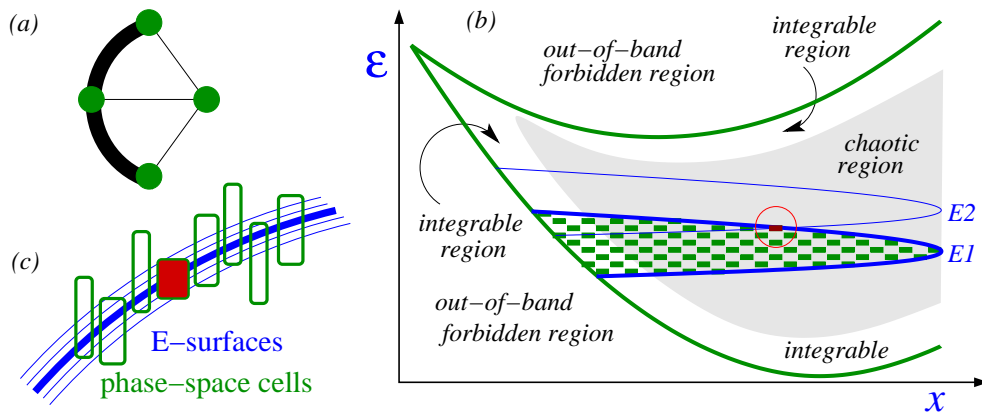 (a)
(c)
E−surfaces
phase−space cells
(b)
ε
out−of−band
forbidden region
integrable
region
chaotic
region
integrable
region
E2
E1
out−of−band
forbidden region
integrable
x